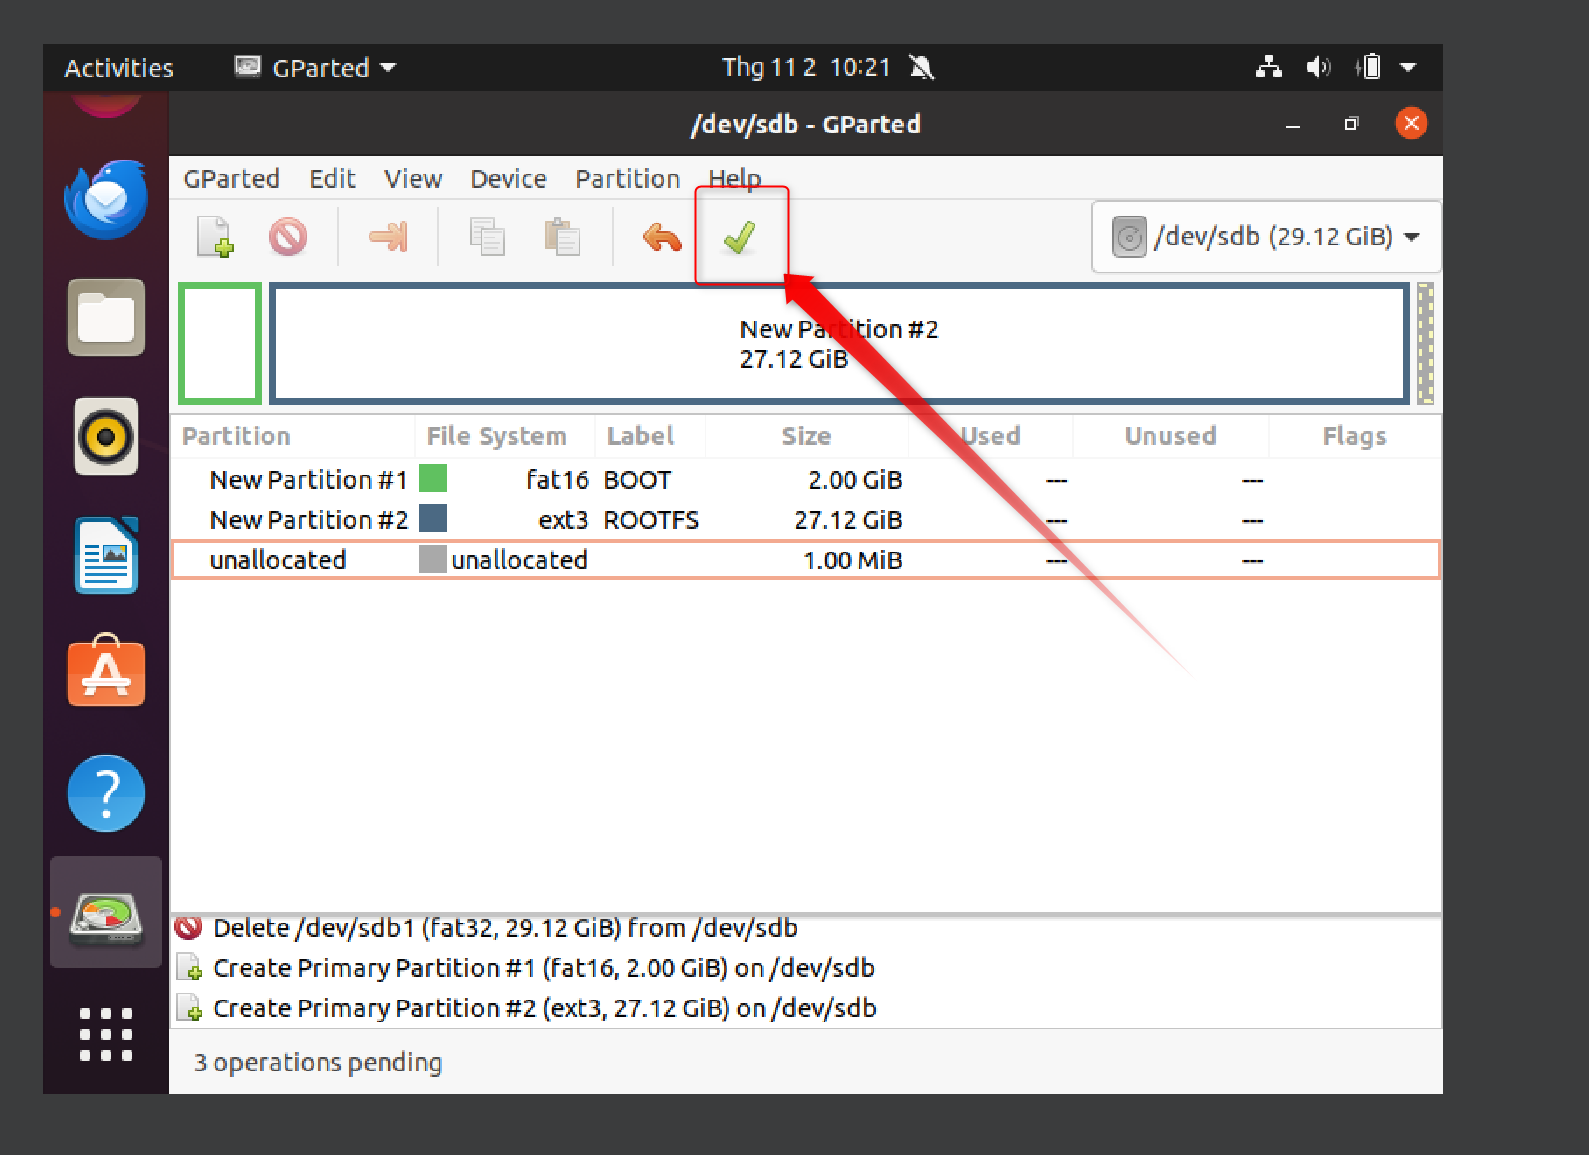 Activities GParted Thg 11 2 10:21
/dev/sdb - GParted
GParted Edit View Device Partition Help
/dev/sdb (29.12 GiB)
New Partition #2
27.12 GiB
Partition File System Label Size Used Unused Flags
New Partition #1 fat16 BOOT 2.00 GiB --- ---
New Partition #2 ext3 ROOTFS 27.12 GiB --- ---
unallocated unallocated 1.00 MiB --- ---
Delete /dev/sdb1 (fat32, 29.12 GiB) from /dev/sdb
Create Primary Partition #1 (fat16, 2.00 GiB) on /dev/sdb
Create Primary Partition #2 (ext3, 27.12 GiB) on /dev/sdb
3 operations pending